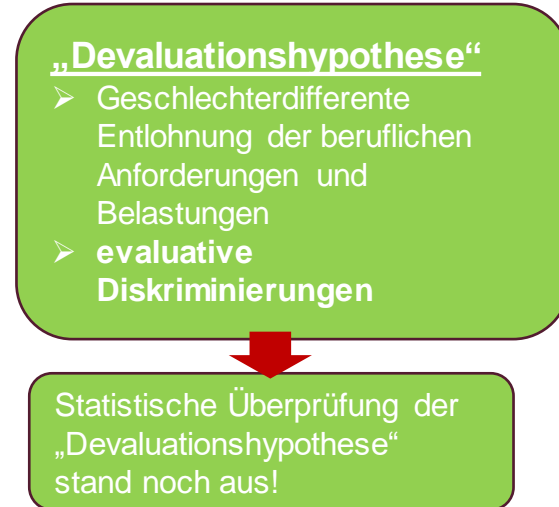 „Devaluationshypothese“
➢ Geschlechterdifferente
Entlohnung der beruflichen
Anforderungen und
Belastungen
➢ evaluative
Diskriminierungen
Statistische Überprüfung der
„Devaluationshypothese“
stand noch aus!